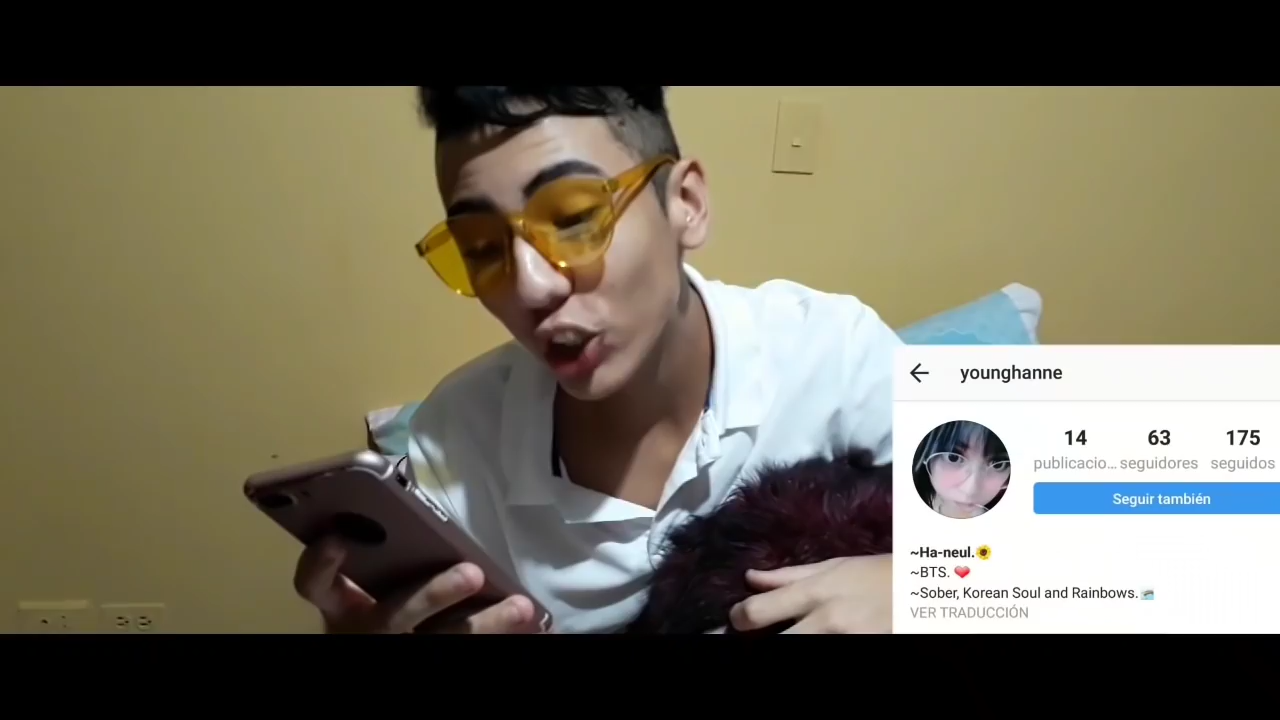 younghanne
14 63 175
publicacio... seguidores seguidos
Seguir también
~Ha-neul.🌻
~BTS. ❤️
~Sober, Korean Soul and Rainbows.🌈
VER TRADUCCIÓN